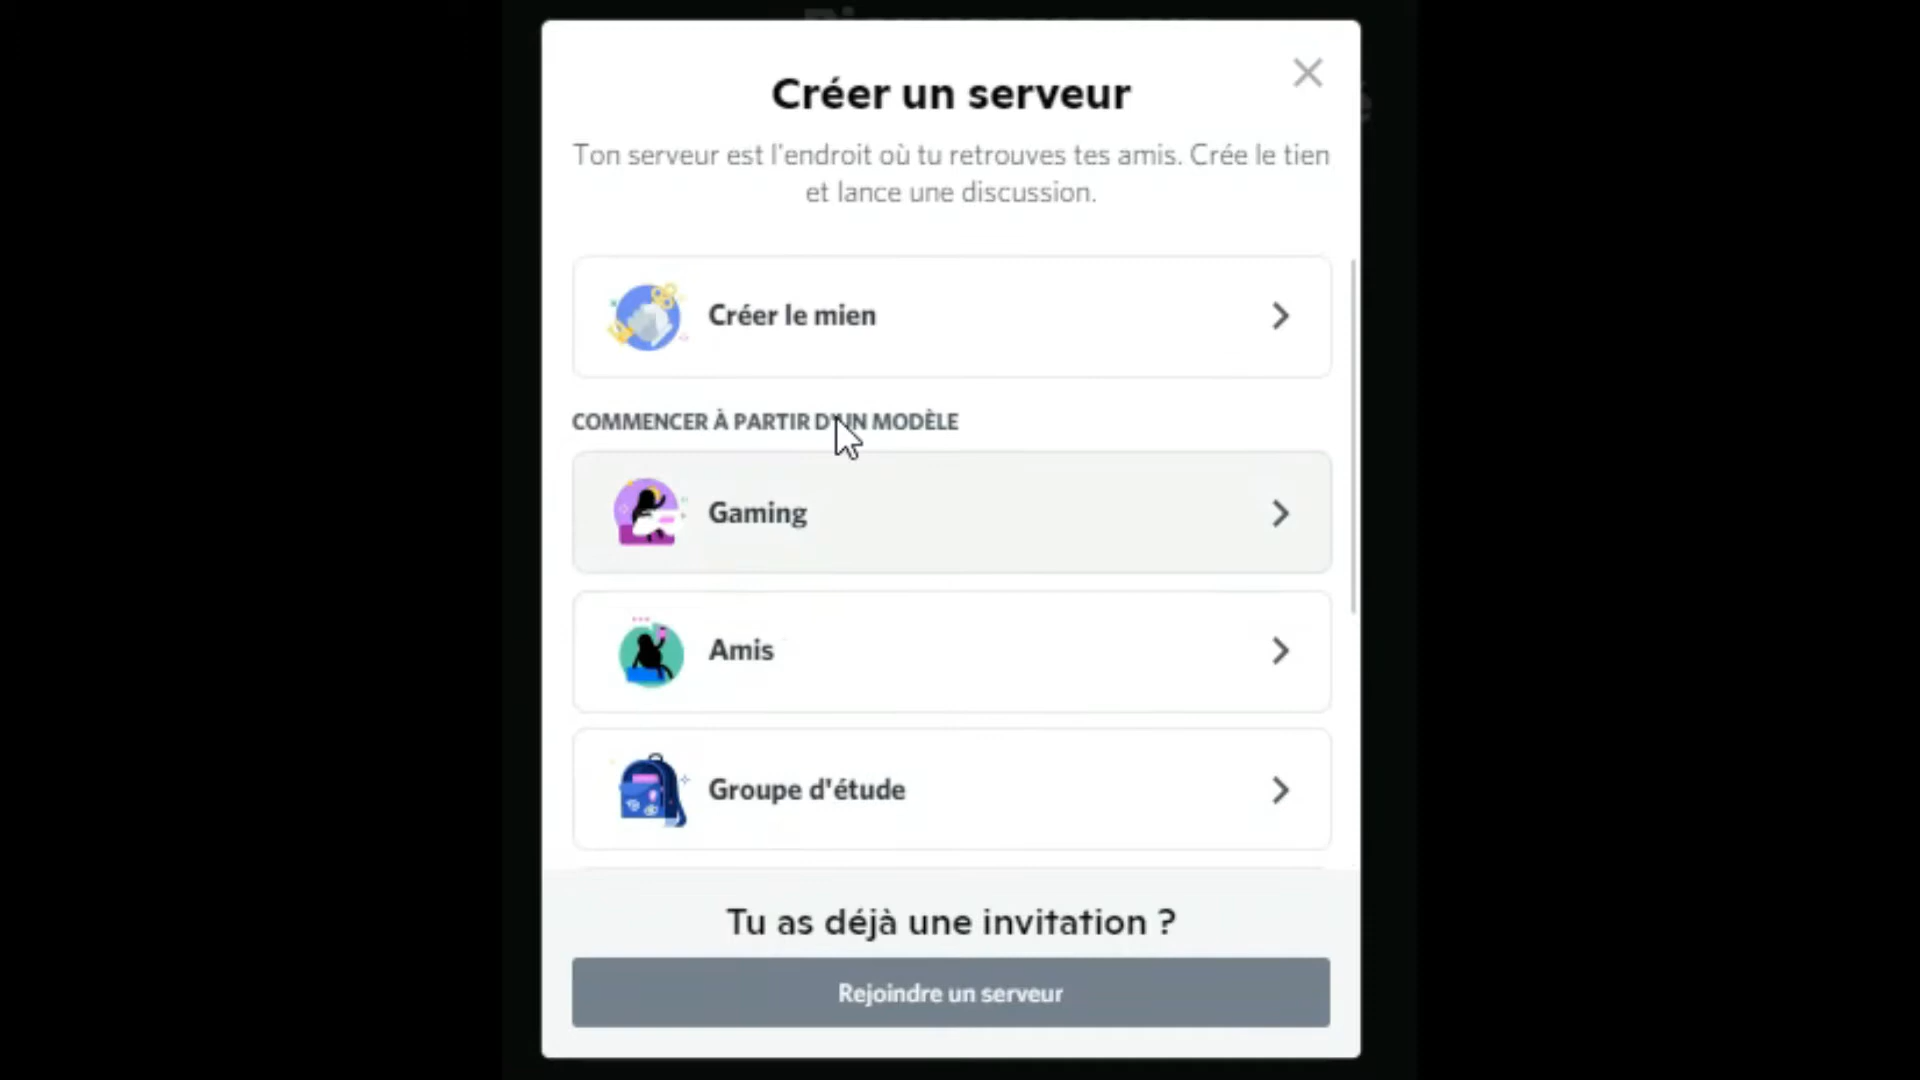 Créer un serveur
Ton serveur est l'endroit où tu retrouves tes amis. Crée le tien
et lance une discussion.
Créer le mien
COMMENCER À PARTIR D'UN MODÈLE
Gaming
Amis
Groupe d'étude
Tu as déjà une invitation ?
Rejoindre un serveur